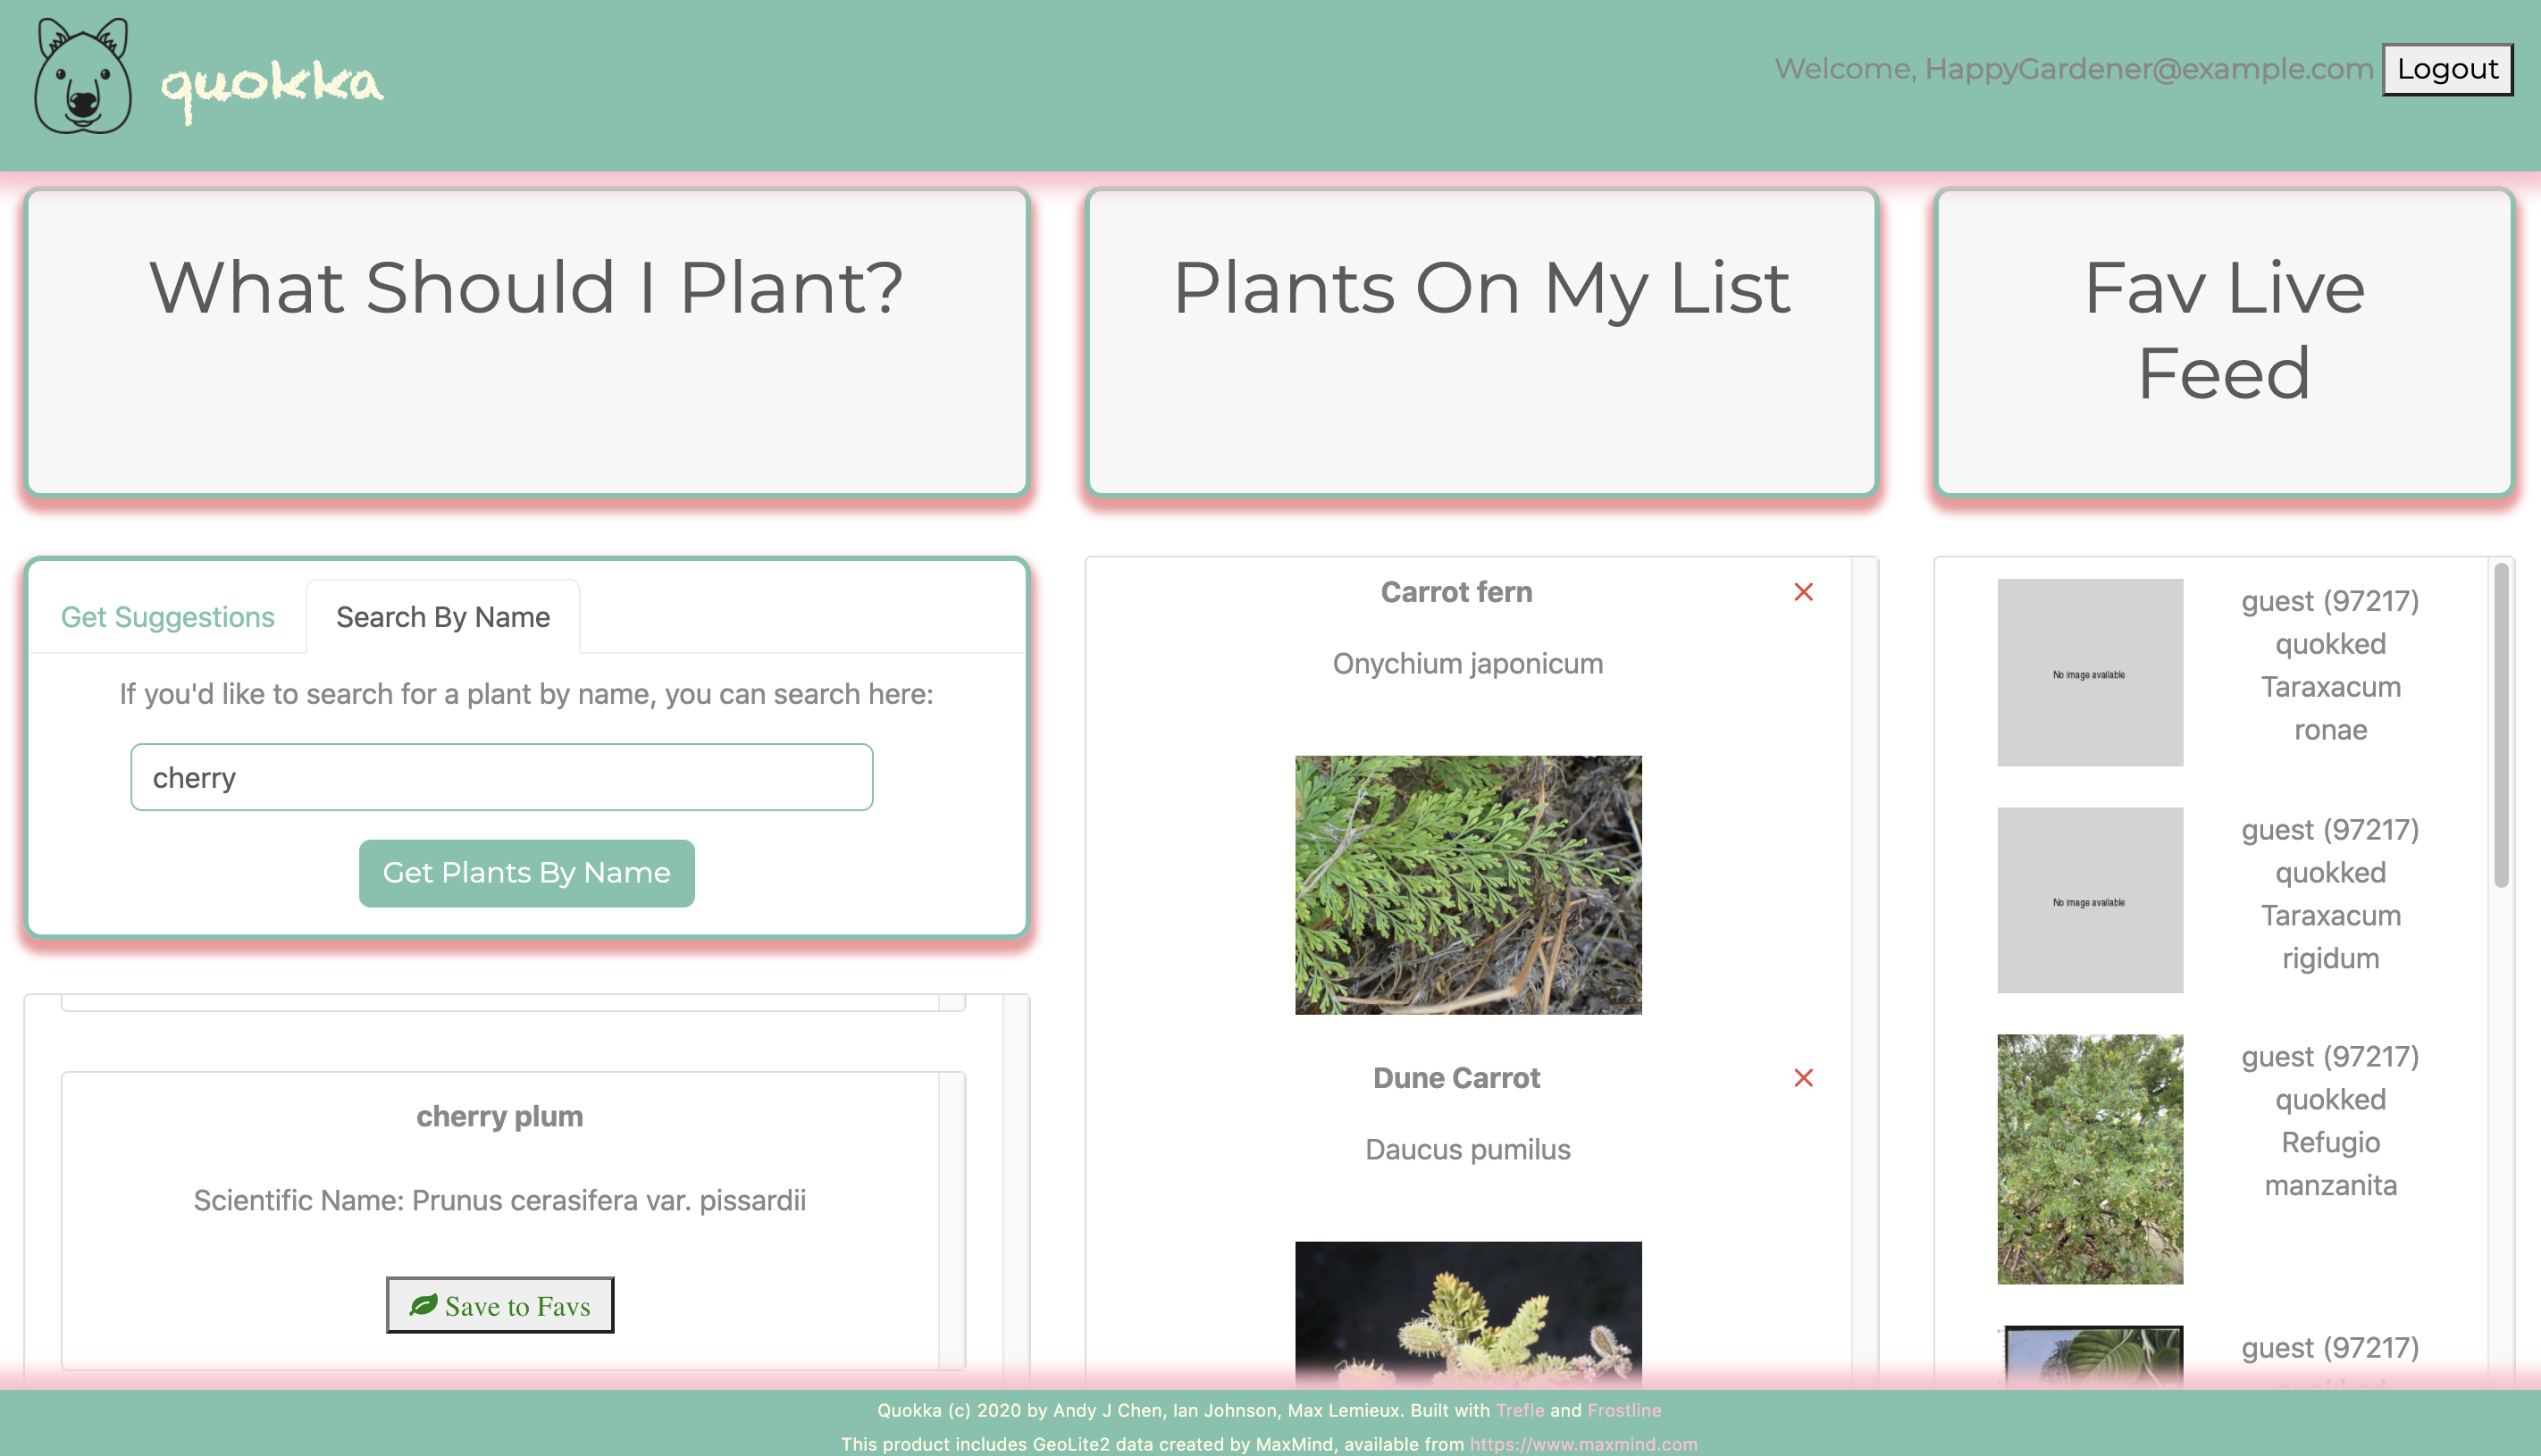 quokka
Welcome, HappyGardener@example.com Logout
What Should I Plant?
Plants On My List
Fav Live
Feed
Get Suggestions
Search By Name
If you'd like to search for a plant by name, you can search here:
cherry
Get Plants By Name
cherry plum
Scientific Name: Prunus cerasifera var. pissardii
Save to Favs
Carrot fern
Onychium japonicum
Dune Carrot
Daucus pumilus
No image available
guest (97217)
quokked
Taraxacum
ronae
No image available
guest (97217)
quokked
Taraxacum
rigidum
guest (97217)
quokked
Refugio
manzanita
guest (97217)
Quokka (c) 2020 by Andy J Chen, Ian Johnson, Max Lemieux. Built with Trefle and Frostline
This product includes GeoLite2 data created by MaxMind, available from https://www.maxmind.com